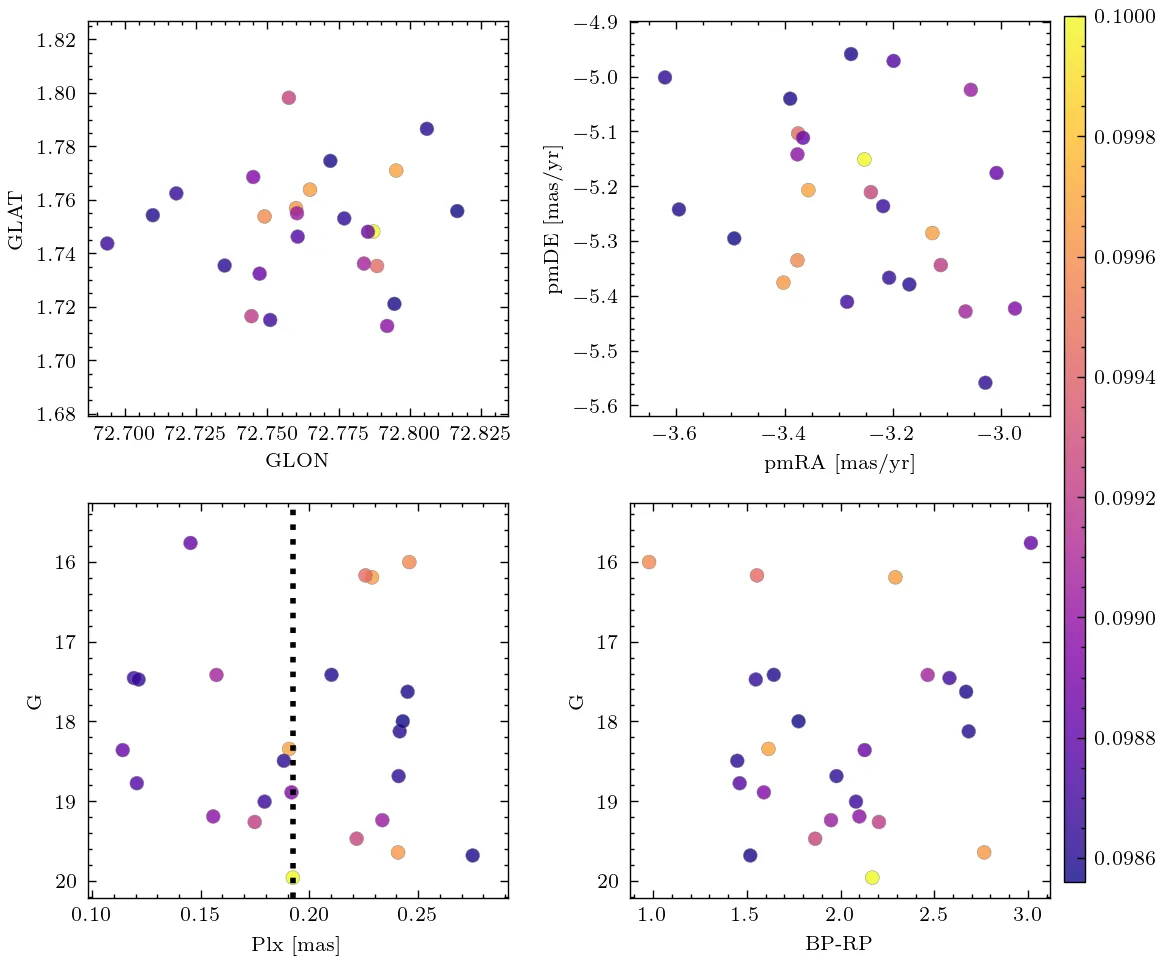 1.82
1.80
1.78
1.76
1.74
1.72
1.70
1.68
GLAT
72.700 72.725 72.750 72.775 72.800 72.825
GLON
−4.9
−5.0
−5.1
−5.2
−5.3
−5.4
−5.5
−5.6
pmDE [mas/yr]
−3.6 −3.4 −3.2 −3.0
pmRA [mas/yr]
16
17
18
19
20
G
0.10 0.15 0.20 0.25
Plx [mas]
16
17
18
19
20
G
1.0 1.5 2.0 2.5 3.0
BP-RP
0.1000
0.0998
0.0996
0.0994
0.0992
0.0990
0.0988
0.0986